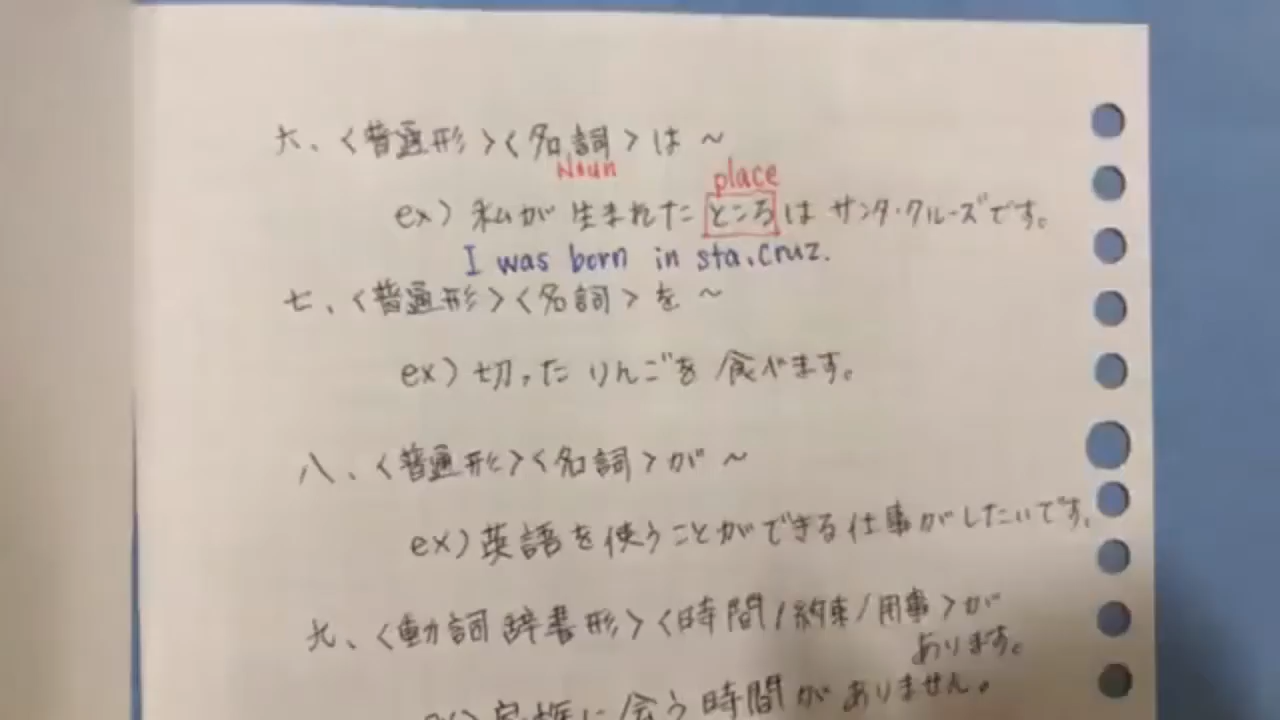 六、<普通形><名詞>は～
Noun
place
ex) 私が 生まれた ところ は サンタ・クルーズです。
I was born in sta.Cruz.
七、<普通形><名詞>を～
ex) 切った りんごを 食べます。
八、<普通形><名詞>が～
ex) 英語を使うことができる仕事がしたいです。
九、<動詞辞書形><時間/約束/用事>が
あります。
ex) 家族に会う時間がありません。